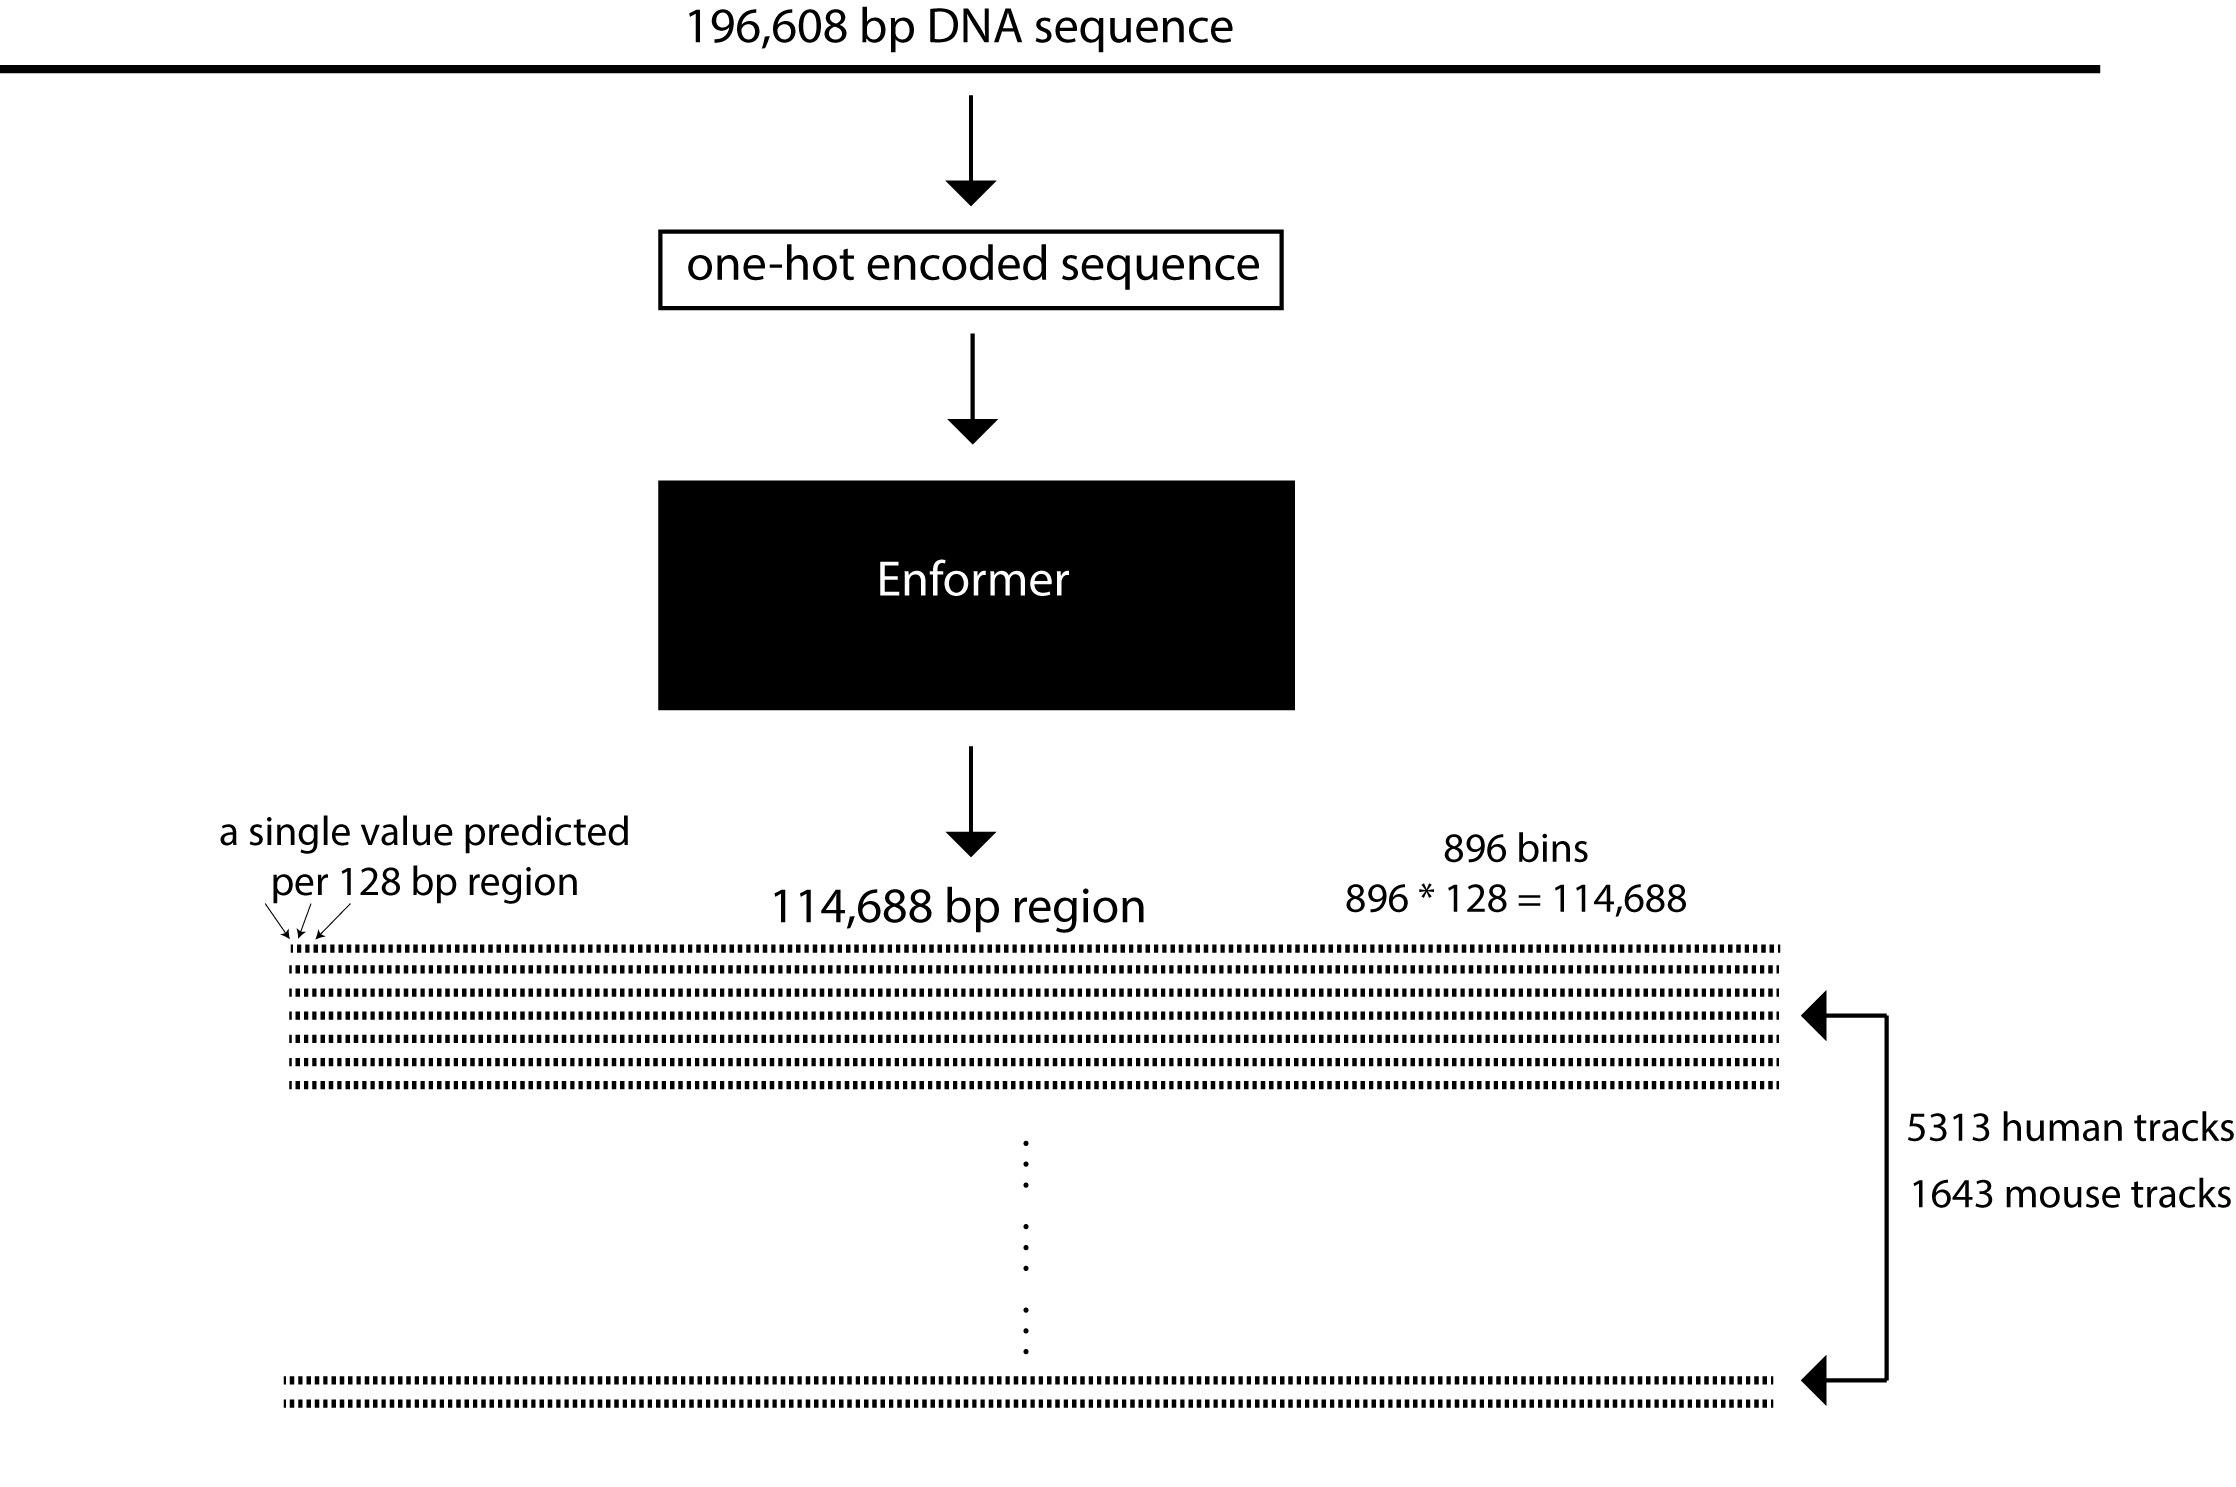 196,608 bp DNA sequence
one-hot encoded sequence
Enformer
a single value predicted
per 128 bp region
114,688 bp region
896 bins
896 * 128 = 114,688
5313 human tracks
1643 mouse tracks